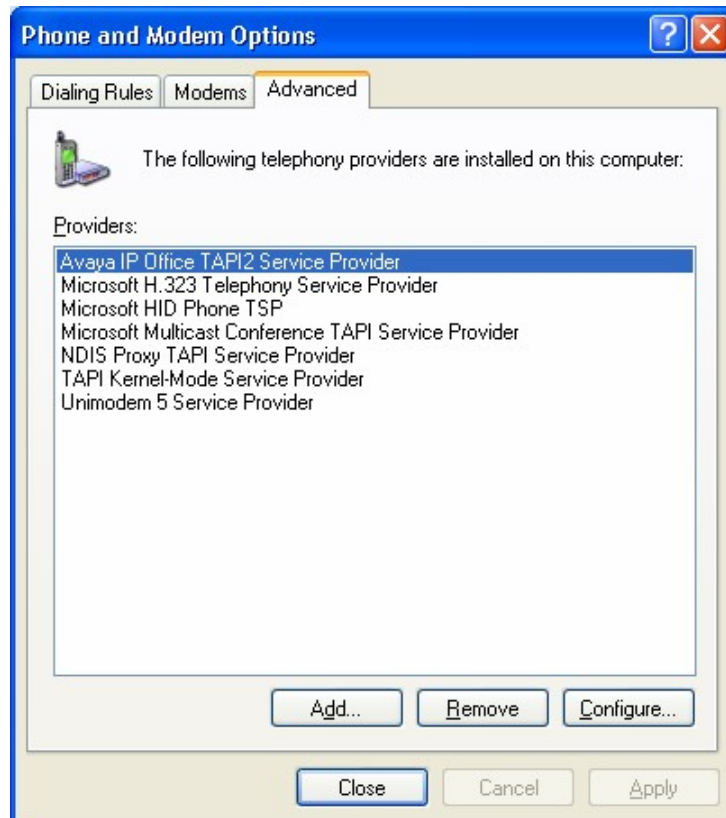 Phone and Modem Options
Dialing Rules Modems Advanced
The following telephony providers are installed on this computer:
Providers:
Avaya IP Office TAPI2 Service Provider
Microsoft H.323 Telephony Service Provider
Microsoft HID Phone TSP
Microsoft Multicast Conference TAPI Service Provider
NDIS Proxy TAPI Service Provider
TAPI Kernel-Mode Service Provider
Unimodem 5 Service Provider
Add... Remove Configure...
Close Cancel Apply